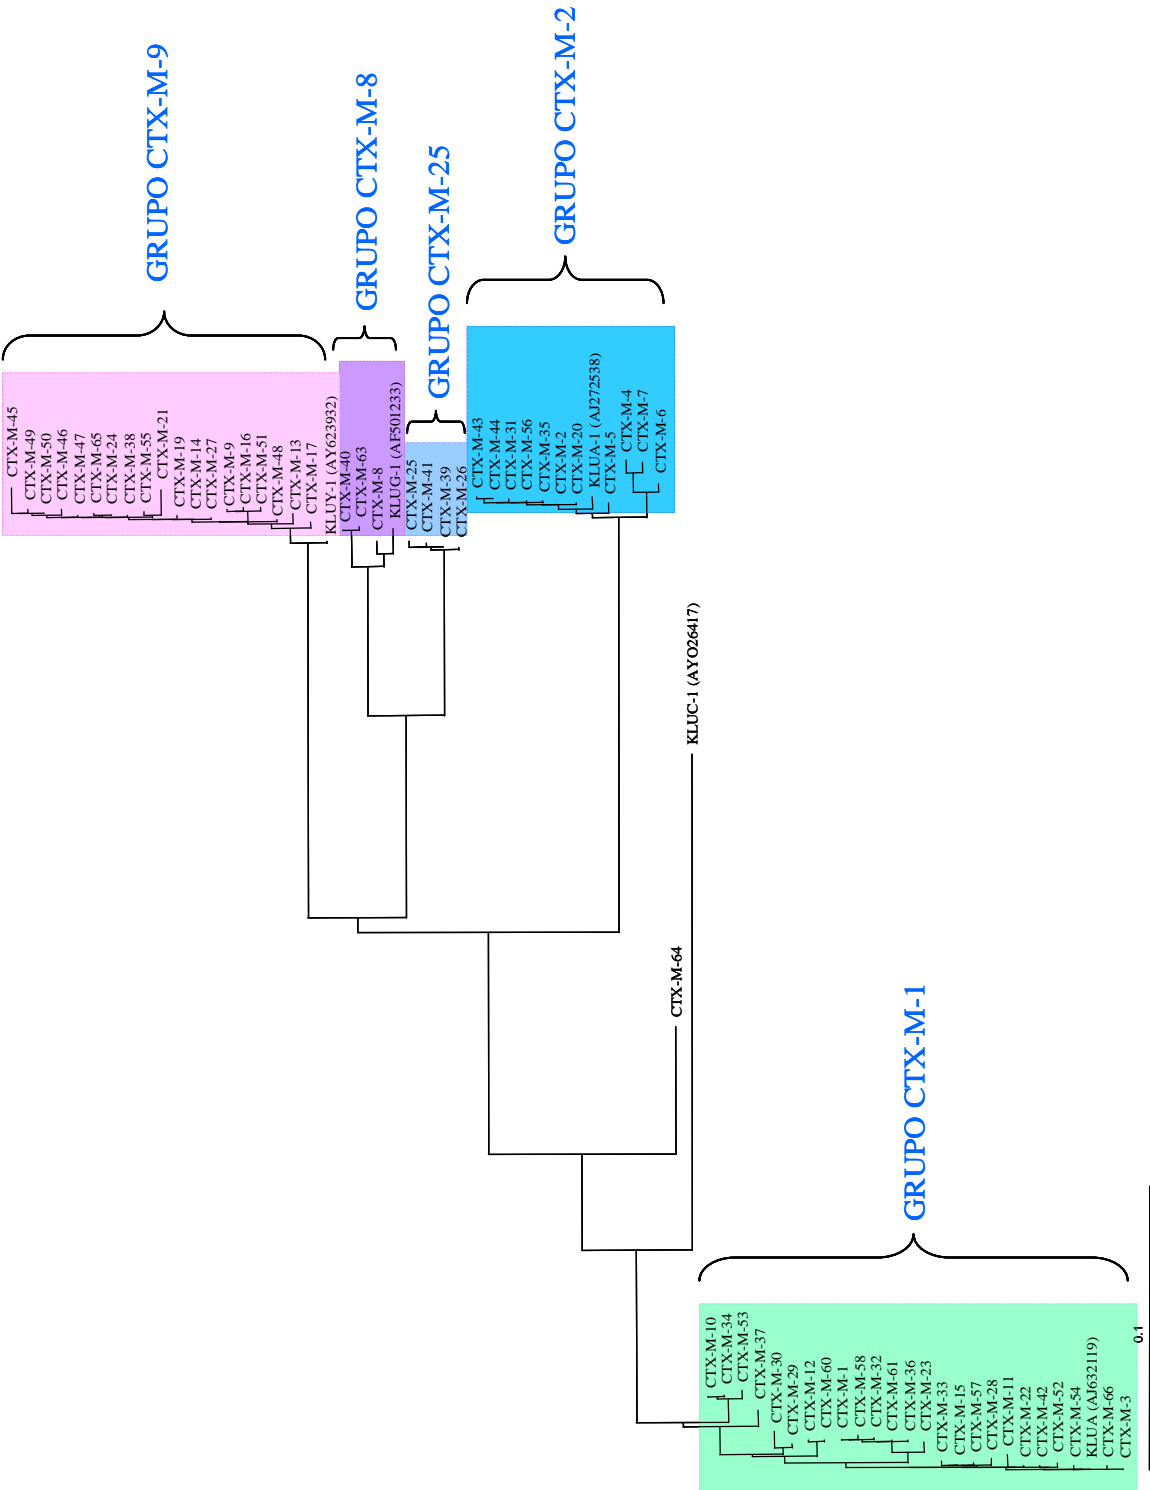 GRUPO CTX-M-9
GRUPO CTX-M-8
GRUPO CTX-M-25
GRUPO CTX-M-2
CTX-M-45
CTX-M-49
CTX-M-50
CTX-M-46
CTX-M-47
CTX-M-65
CTX-M-24
CTX-M-38
CTX-M-55
CTX-M-21
CTX-M-19
CTX-M-14
CTX-M-27
CTX-M-9
CTX-M-16
CTX-M-51
CTX-M-48
CTX-M-13
CTX-M-17
KLUY-1 (AY623932)
CTX-M-40
CTX-M-63
CTX-M-8
KLUG-1 (AF501233)
CTX-M-25
CTX-M-41
CTX-M-39
CTX-M-26
CTX-M-43
CTX-M-44
CTX-M-31
CTX-M-56
CTX-M-35
CTX-M-2
CTX-M-20
KLUA-1 (AJ272538)
CTX-M-5
CTX-M-4
CTX-M-7
CTX-M-6
CTX-M-64
KLUC-1 (AYO26417)
GRUPO CTX-M-1
CTX-M-10
CTX-M-34
CTX-M-53
CTX-M-37
CTX-M-30
CTX-M-29
CTX-M-12
CTX-M-60
CTX-M-1
CTX-M-58
CTX-M-32
CTX-M-61
CTX-M-36
CTX-M-23
CTX-M-33
CTX-M-15
CTX-M-57
CTX-M-28
CTX-M-11
CTX-M-22
CTX-M-42
CTX-M-52
CTX-M-54
KLUA (AJ632119)
CTX-M-66
CTX-M-3
0.1